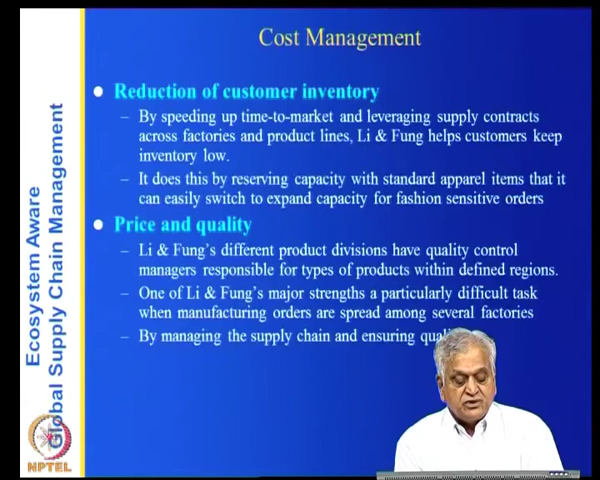 Cost Management
Reduction of customer inventory
– By speeding up time-to-market and leveraging supply contracts
across factories and product lines, Li & Fung helps customers keep
inventory low.
– It does this by reserving capacity with standard apparel items that it
can easily switch to expand capacity for fashion sensitive orders
Price and quality
– Li & Fung's different product divisions have quality control
managers responsible for types of products within defined regions.
– One of Li & Fung's major strengths a particularly difficult task
when manufacturing orders are spread among several factories
– By managing the supply chain and ensuring
Ecosystem Aware
Global Supply Chain Management
NPTEL